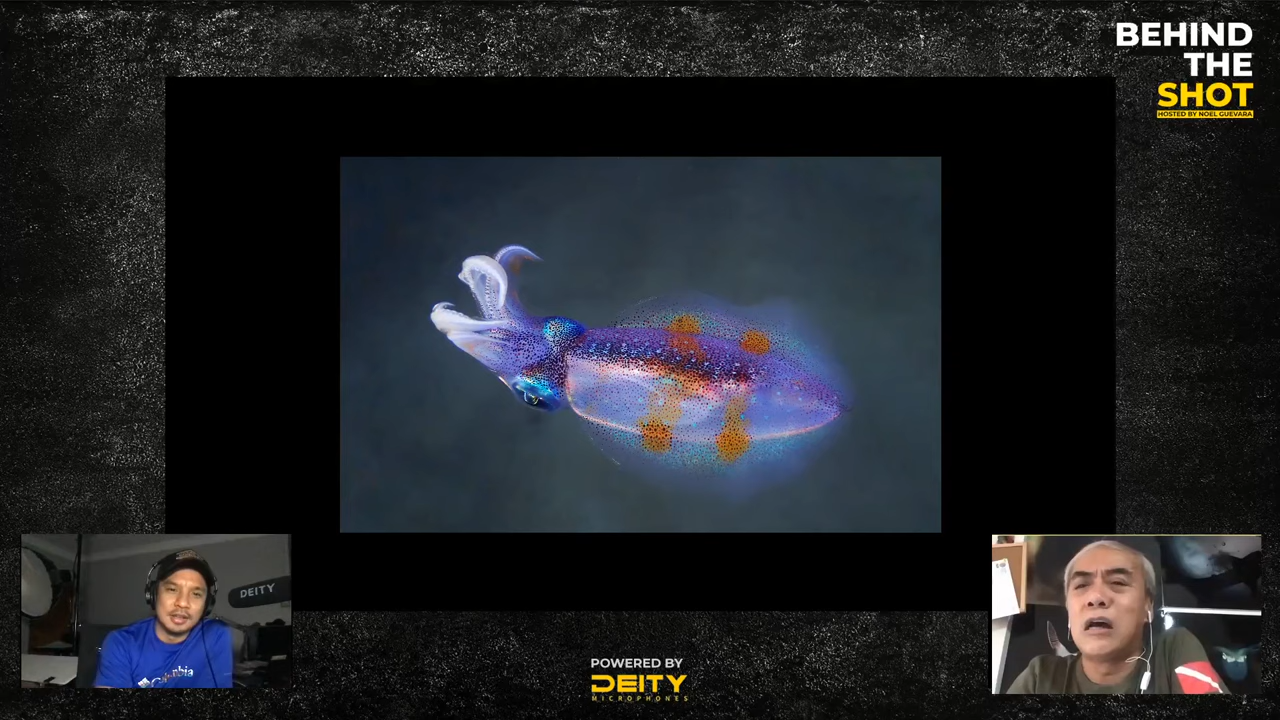 BEHIND
THE
SHOT
HOSTED BY NOEL GUEVARA
DEITY
Columbia
POWERED BY
DEITY
MICROPHONES